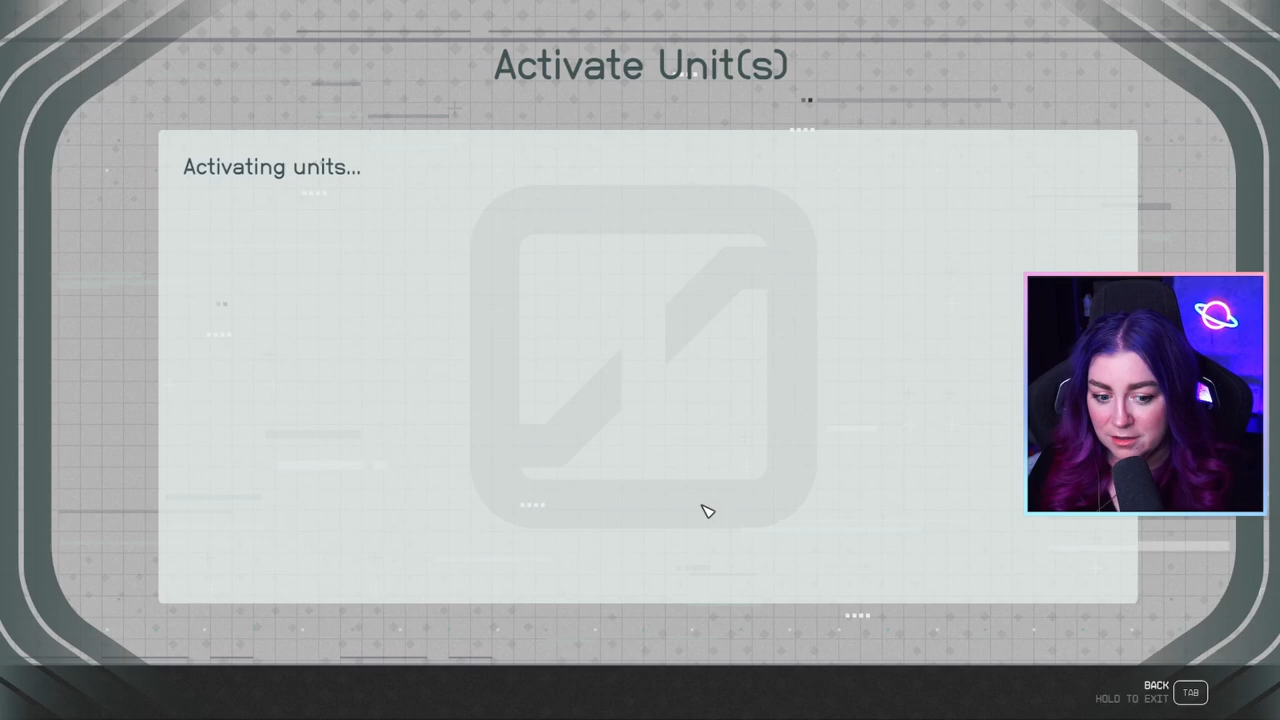 Activate Unit(s)
Activating units...
BACK
HOLD TO EXIT
TAB